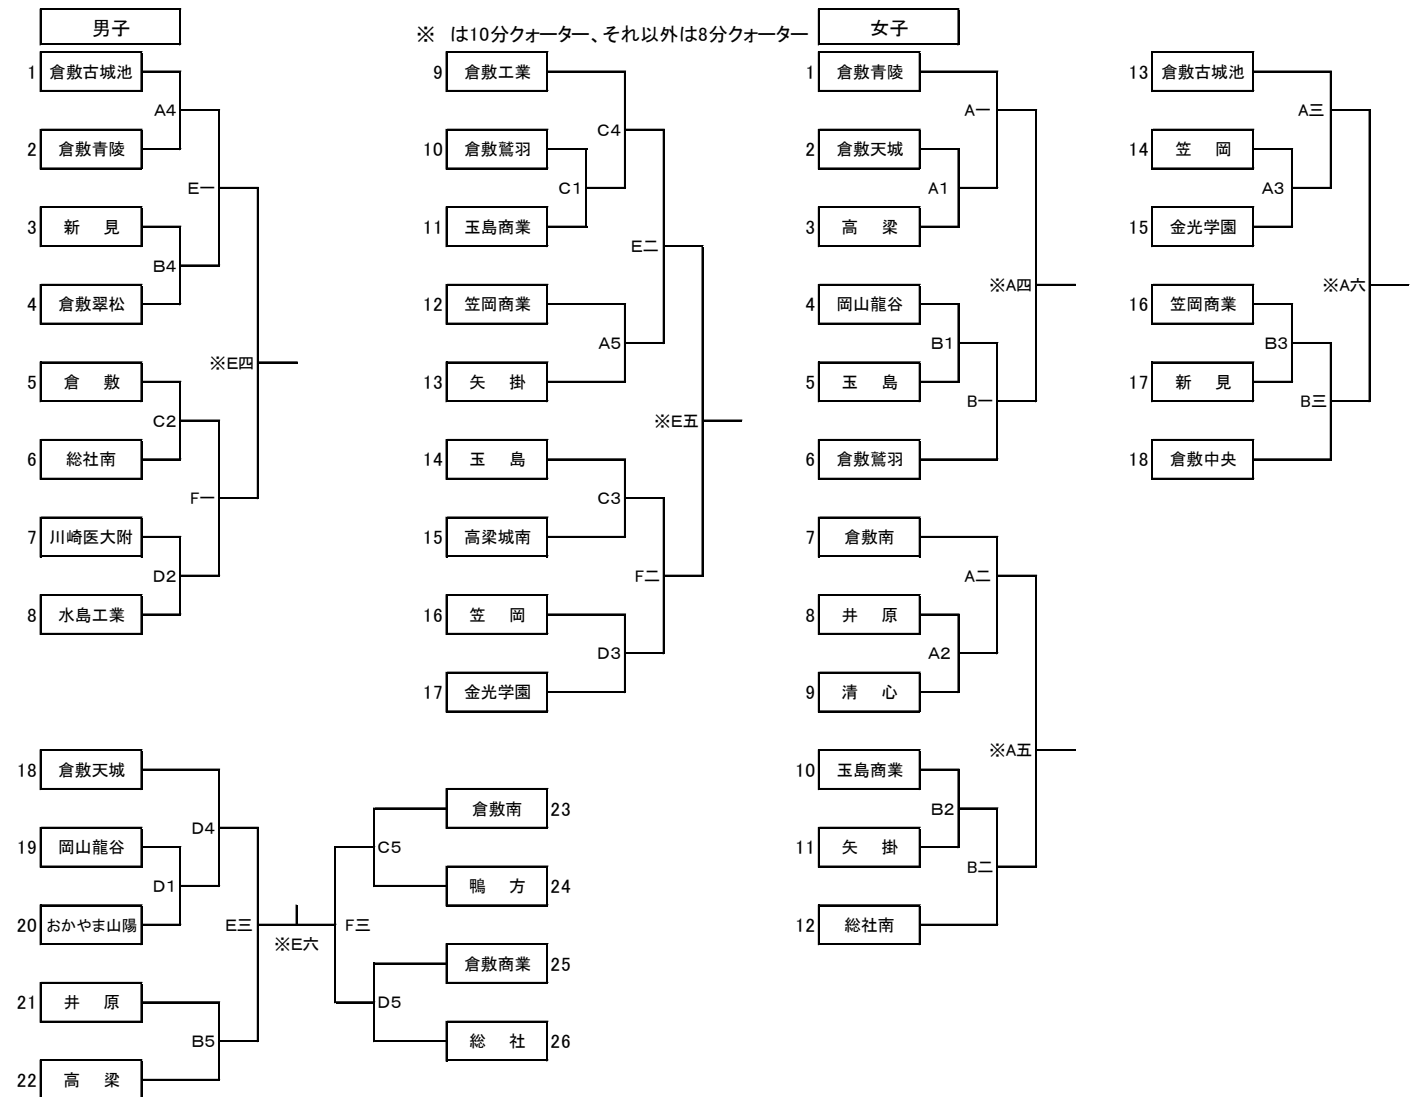 男子
※ は10分クォーター、それ以外は8分クォーター
女子
1 倉敷古城池
A4
2 倉敷青陵
E一
3 新 見
B4
4 倉敷翠松
※E四
5 倉 敷
C2
6 総社南
F一
7 川崎医大附
D2
8 水島工業
9 倉敷工業
C4
10 倉敷鷲羽
C1
11 玉島商業
E二
12 笠岡商業
A5
13 矢 掛
※E五
14 玉 島
C3
15 高梁城南
F二
16 笠 岡
D3
17 金光学園
18 倉敷天城
D4
19 岡山龍谷
D1
20 おかやま山陽
E三
21 井 原
B5
22 高 梁
※E六
倉敷南 23
C5
鴨 方 24
F三
倉敷商業 25
D5
総 社 26
1 倉敷青陵
A一
2 倉敷天城
A1
3 高 梁
※A四
4 岡山龍谷
B1
5 玉 島
B一
6 倉敷鷲羽
7 倉敷南
A二
8 井 原
A2
9 清 心
※A五
10 玉島商業
B2
11 矢 掛
B二
12 総社南
13 倉敷古城池
A三
14 笠 岡
A3
15 金光学園
※A六
16 笠岡商業
B3
17 新 見
B三
18 倉敷中央